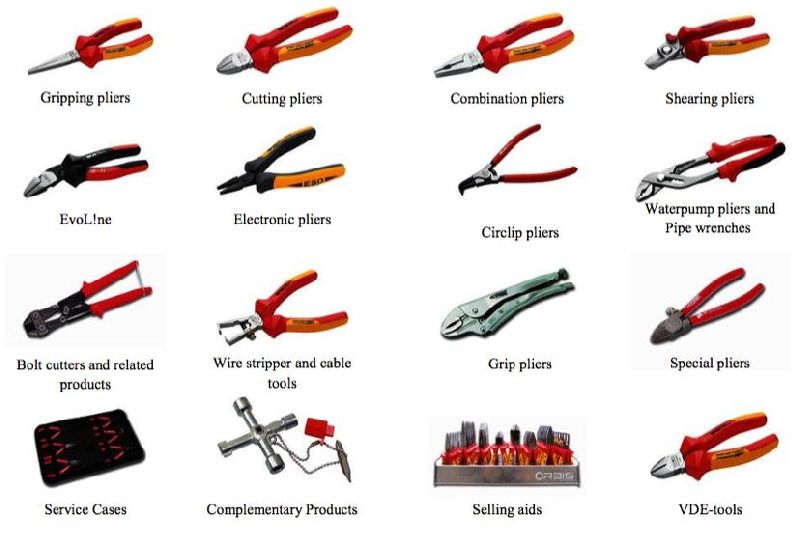 Gripping pliers
Cutting pliers
Combination pliers
Shearing pliers
EvoL!ne
Electronic pliers
Circlip pliers
Waterpump pliers and
Pipe wrenches
Bolt cutters and related
products
Wire stripper and cable
tools
Grip pliers
Special pliers
ORBIS
Service Cases
Complementary Products
Selling aids
VDE-tools